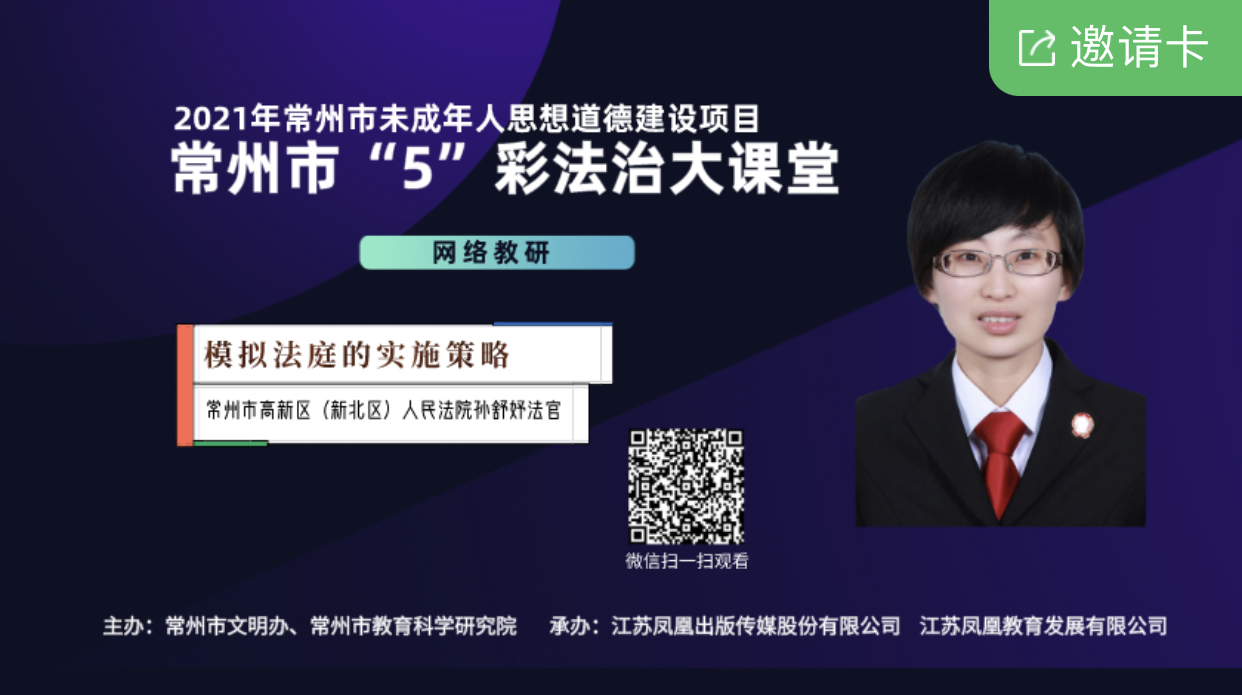 邀请卡
2021年常州市未成年人思想道德建设项目
常州市“5”彩法治大课堂
网络教研
模拟法庭的实施策略
常州市高新区（新北区）人民法院孙舒妤法官
微信扫一扫观看
主办：常州市文明办、常州市教育科学研究院 承办：江苏凤凰出版传媒股份有限公司 江苏凤凰教育发展有限公司